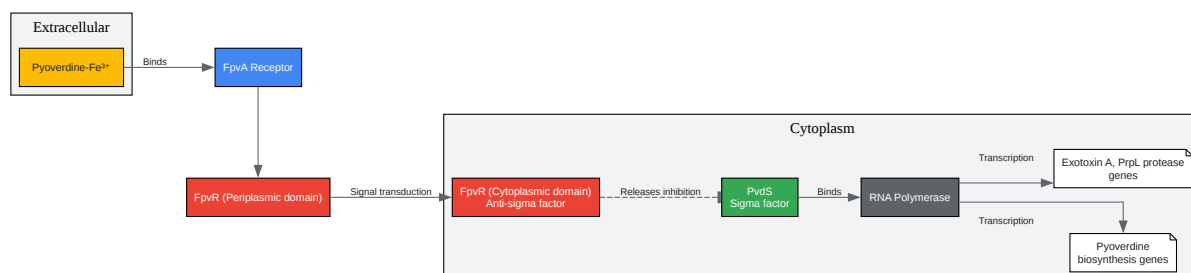 Extracellular
Pyoverdine-Fe³⁺
Binds
FpvA Receptor
Cytoplasm
FpvR (Periplasmic domain)
Signal transduction
FpvR (Cytoplasmic domain)
Anti-sigma factor
Releases inhibition
PvdS
Sigma factor
Binds
RNA Polymerase
Transcription
Exotoxin A, PrpL protease
genes
Transcription
Pyoverdine
biosynthesis genes